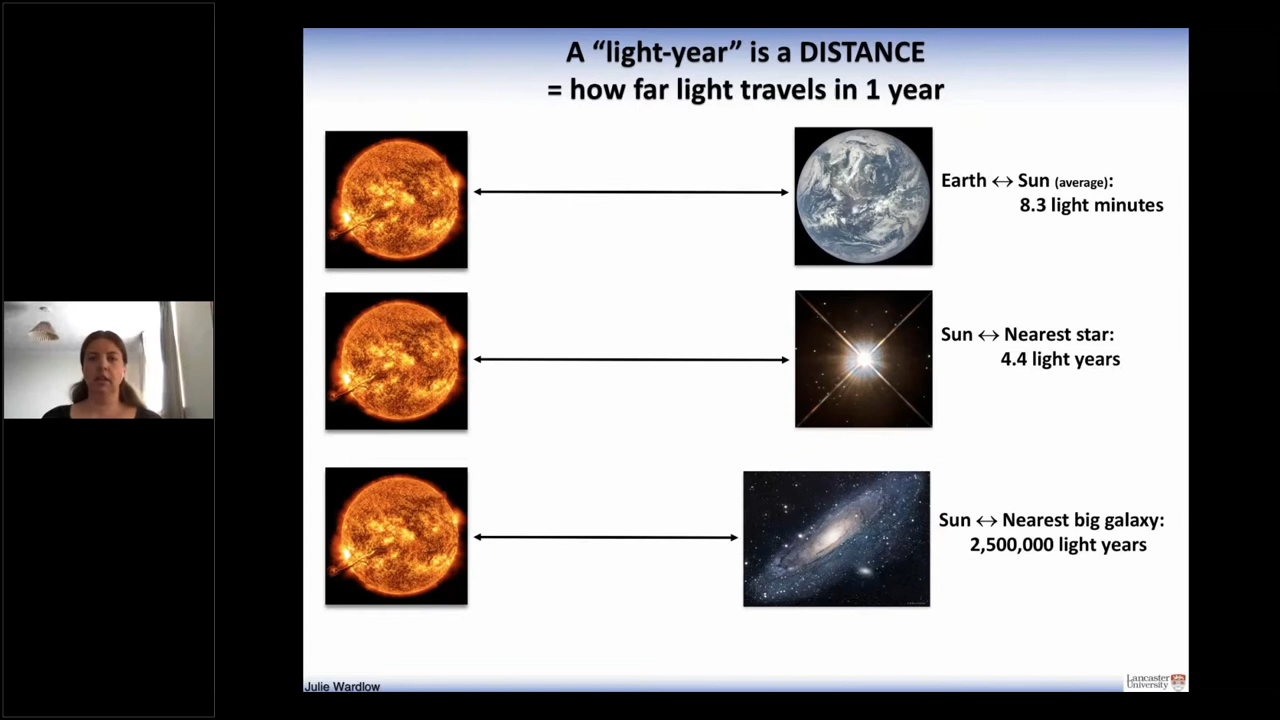 A “light-year” is a DISTANCE
= how far light travels in 1 year
Earth ↔ Sun (average):
8.3 light minutes
Sun ↔ Nearest star:
4.4 light years
Sun ↔ Nearest big galaxy:
2,500,000 light years
Julie Wardlow
Lancaster
University